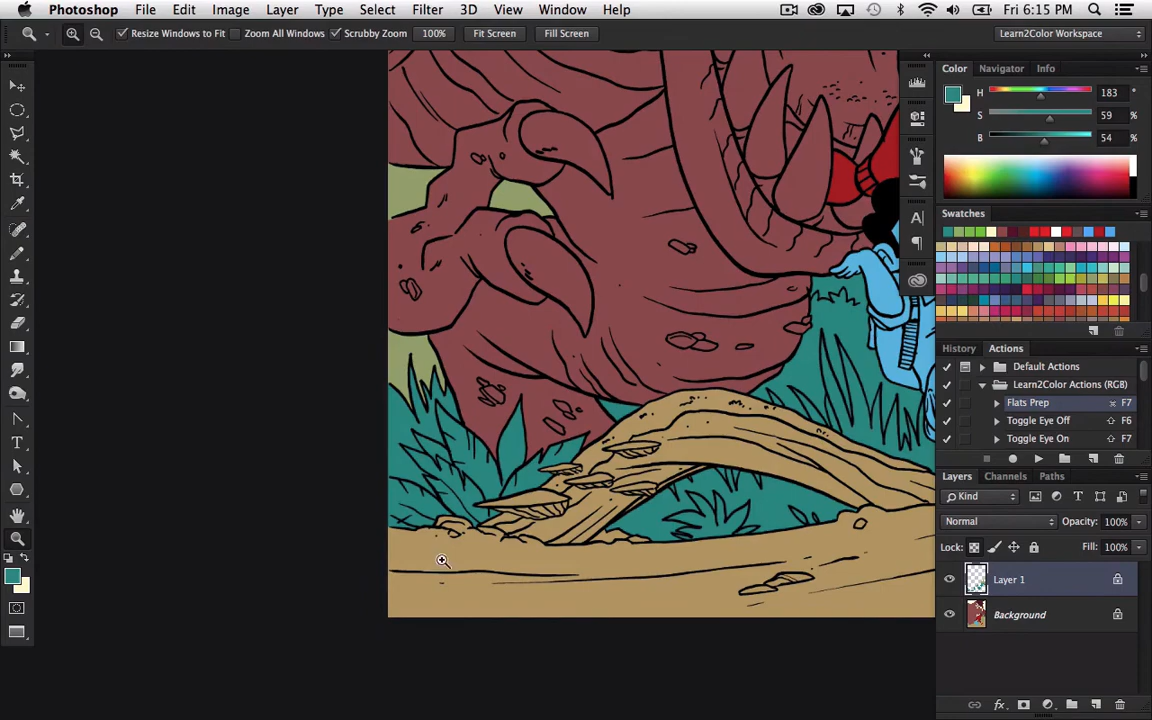 Photoshop File Edit Image Layer Type Select Filter 3D View Window Help Fri 6:15 PM
Resize Windows to Fit Zoom All Windows Scrubby Zoom 100% Fit Screen Fill Screen Learn2Color Workspace
Color Navigator Info
H 183 °
S 59 %
B 54 %
Swatches
History Actions
Default Actions
Learn2Color Actions (RGB)
Flats Prep F7
Toggle Eye Off F6
Toggle Eye On F7
Layers Channels Paths
Kind
Normal Opacity: 100%
Lock: Fill: 100%
Layer 1
Background